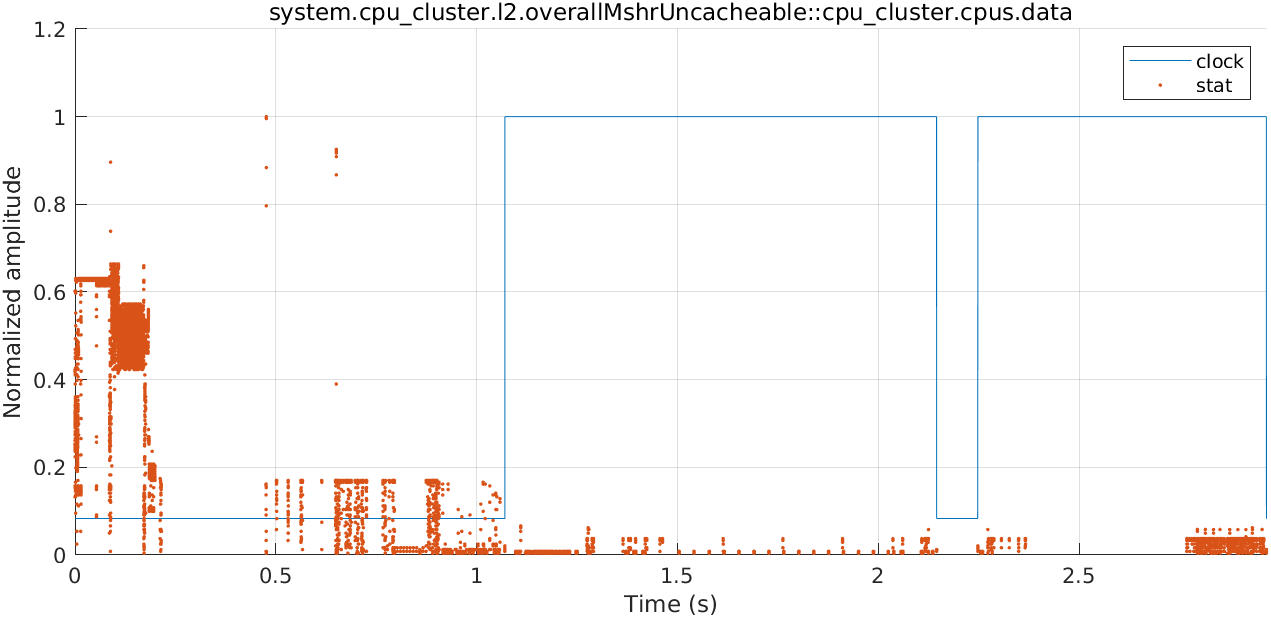 system.cpu_cluster.l2.overallMshrUncacheable::cpu_cluster.cpus.data
1.2
1
0.8
0.6
0.4
0.2
0
Normalized amplitude
clock
stat
0
0.5
1
1.5
2
2.5
Time (s)